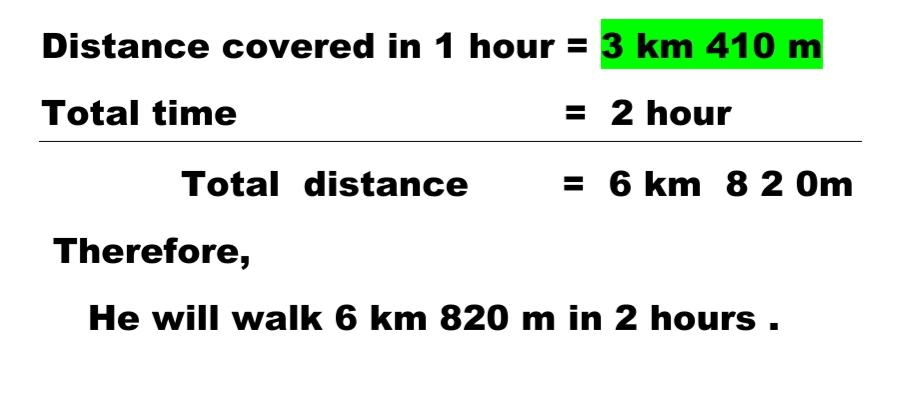 Distance covered in 1 hour = 3 km 410 m
Total time = 2 hour
Total distance = 6 km 8 2 0m
Therefore,
He will walk 6 km 820 m in 2 hours .